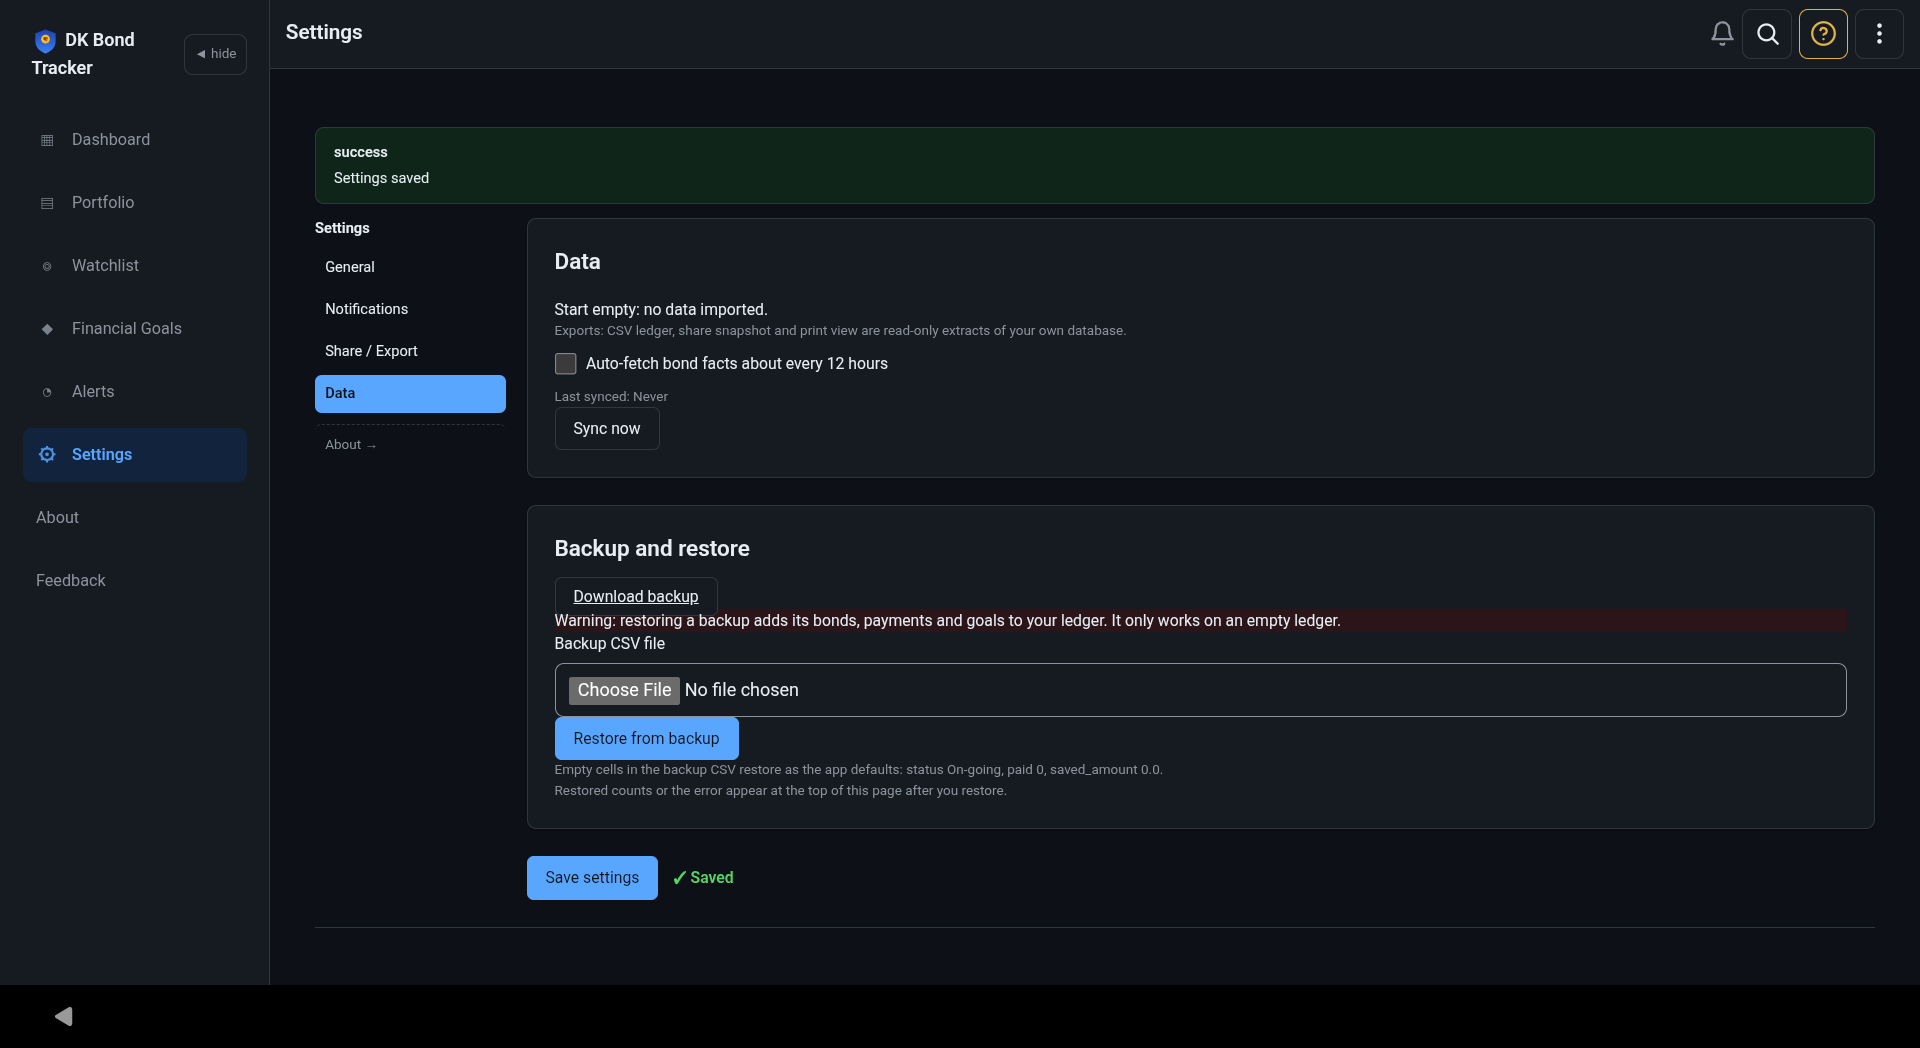 DK Bond
Tracker
◄ hide
Dashboard
Portfolio
Watchlist
Financial Goals
Alerts
Settings
About
Feedback
Settings
success
Settings saved
Settings
General
Notifications
Share / Export
Data
About →
Data
Start empty: no data imported.
Exports: CSV ledger, share snapshot and print view are read-only extracts of your own database.
Auto-fetch bond facts about every 12 hours
Last synced: Never
Sync now
Backup and restore
Download backup
Warning: restoring a backup adds its bonds, payments and goals to your ledger. It only works on an empty ledger.
Backup CSV file
Choose File No file chosen
Restore from backup
Empty cells in the backup CSV restore as the app defaults: status On-going, paid 0, saved_amount 0.0.
Restored counts or the error appear at the top of this page after you restore.
Save settings ✓ Saved